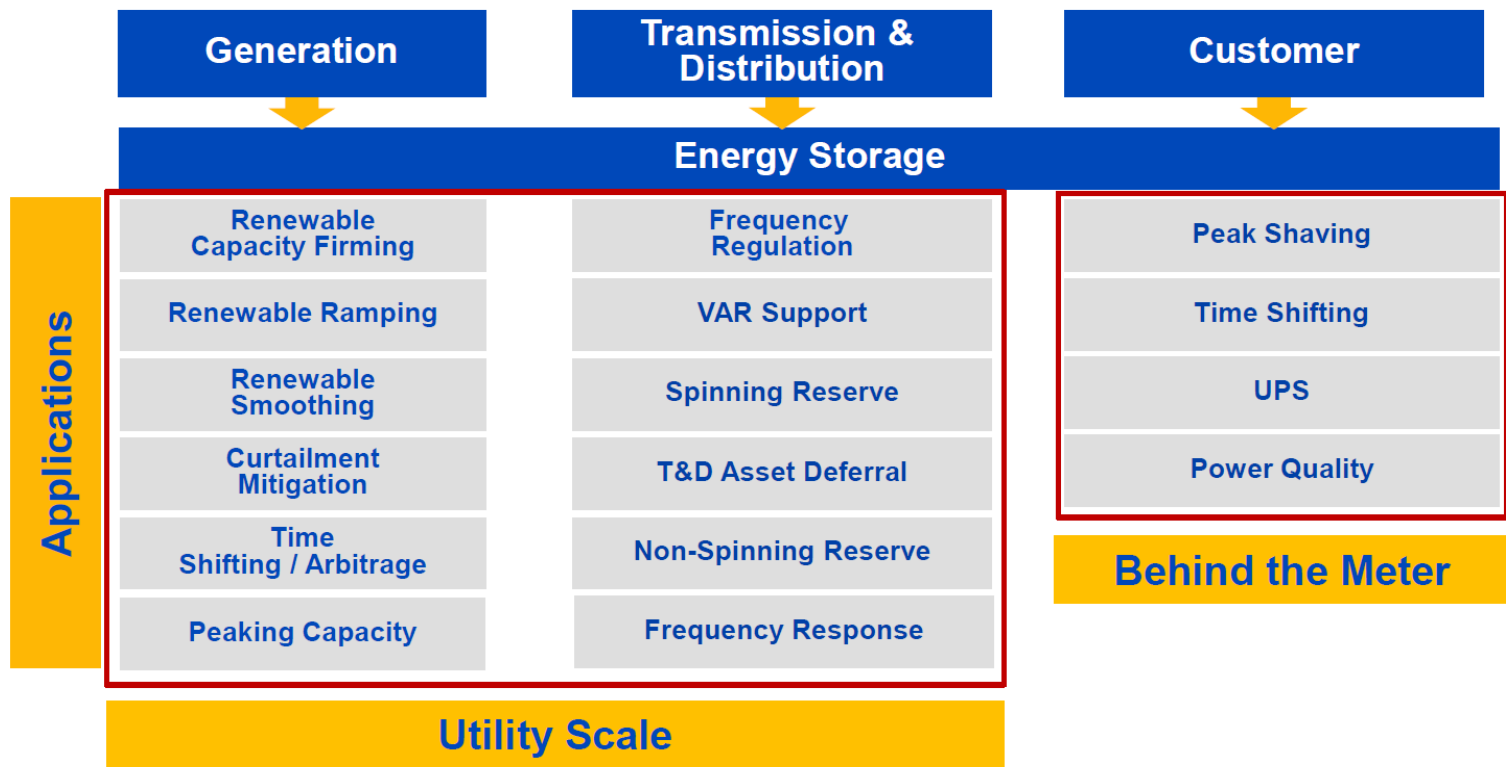 Generation
Transmission &
Distribution
Customer
Energy Storage
Applications
Renewable
Capacity Firming
Renewable Ramping
Renewable
Smoothing
Curtailment
Mitigation
Time
Shifting / Arbitrage
Peaking Capacity
Frequency
Regulation
VAR Support
Spinning Reserve
T&D Asset Deferral
Non-Spinning Reserve
Frequency Response
Peak Shaving
Time Shifting
UPS
Power Quality
Behind the Meter
Utility Scale